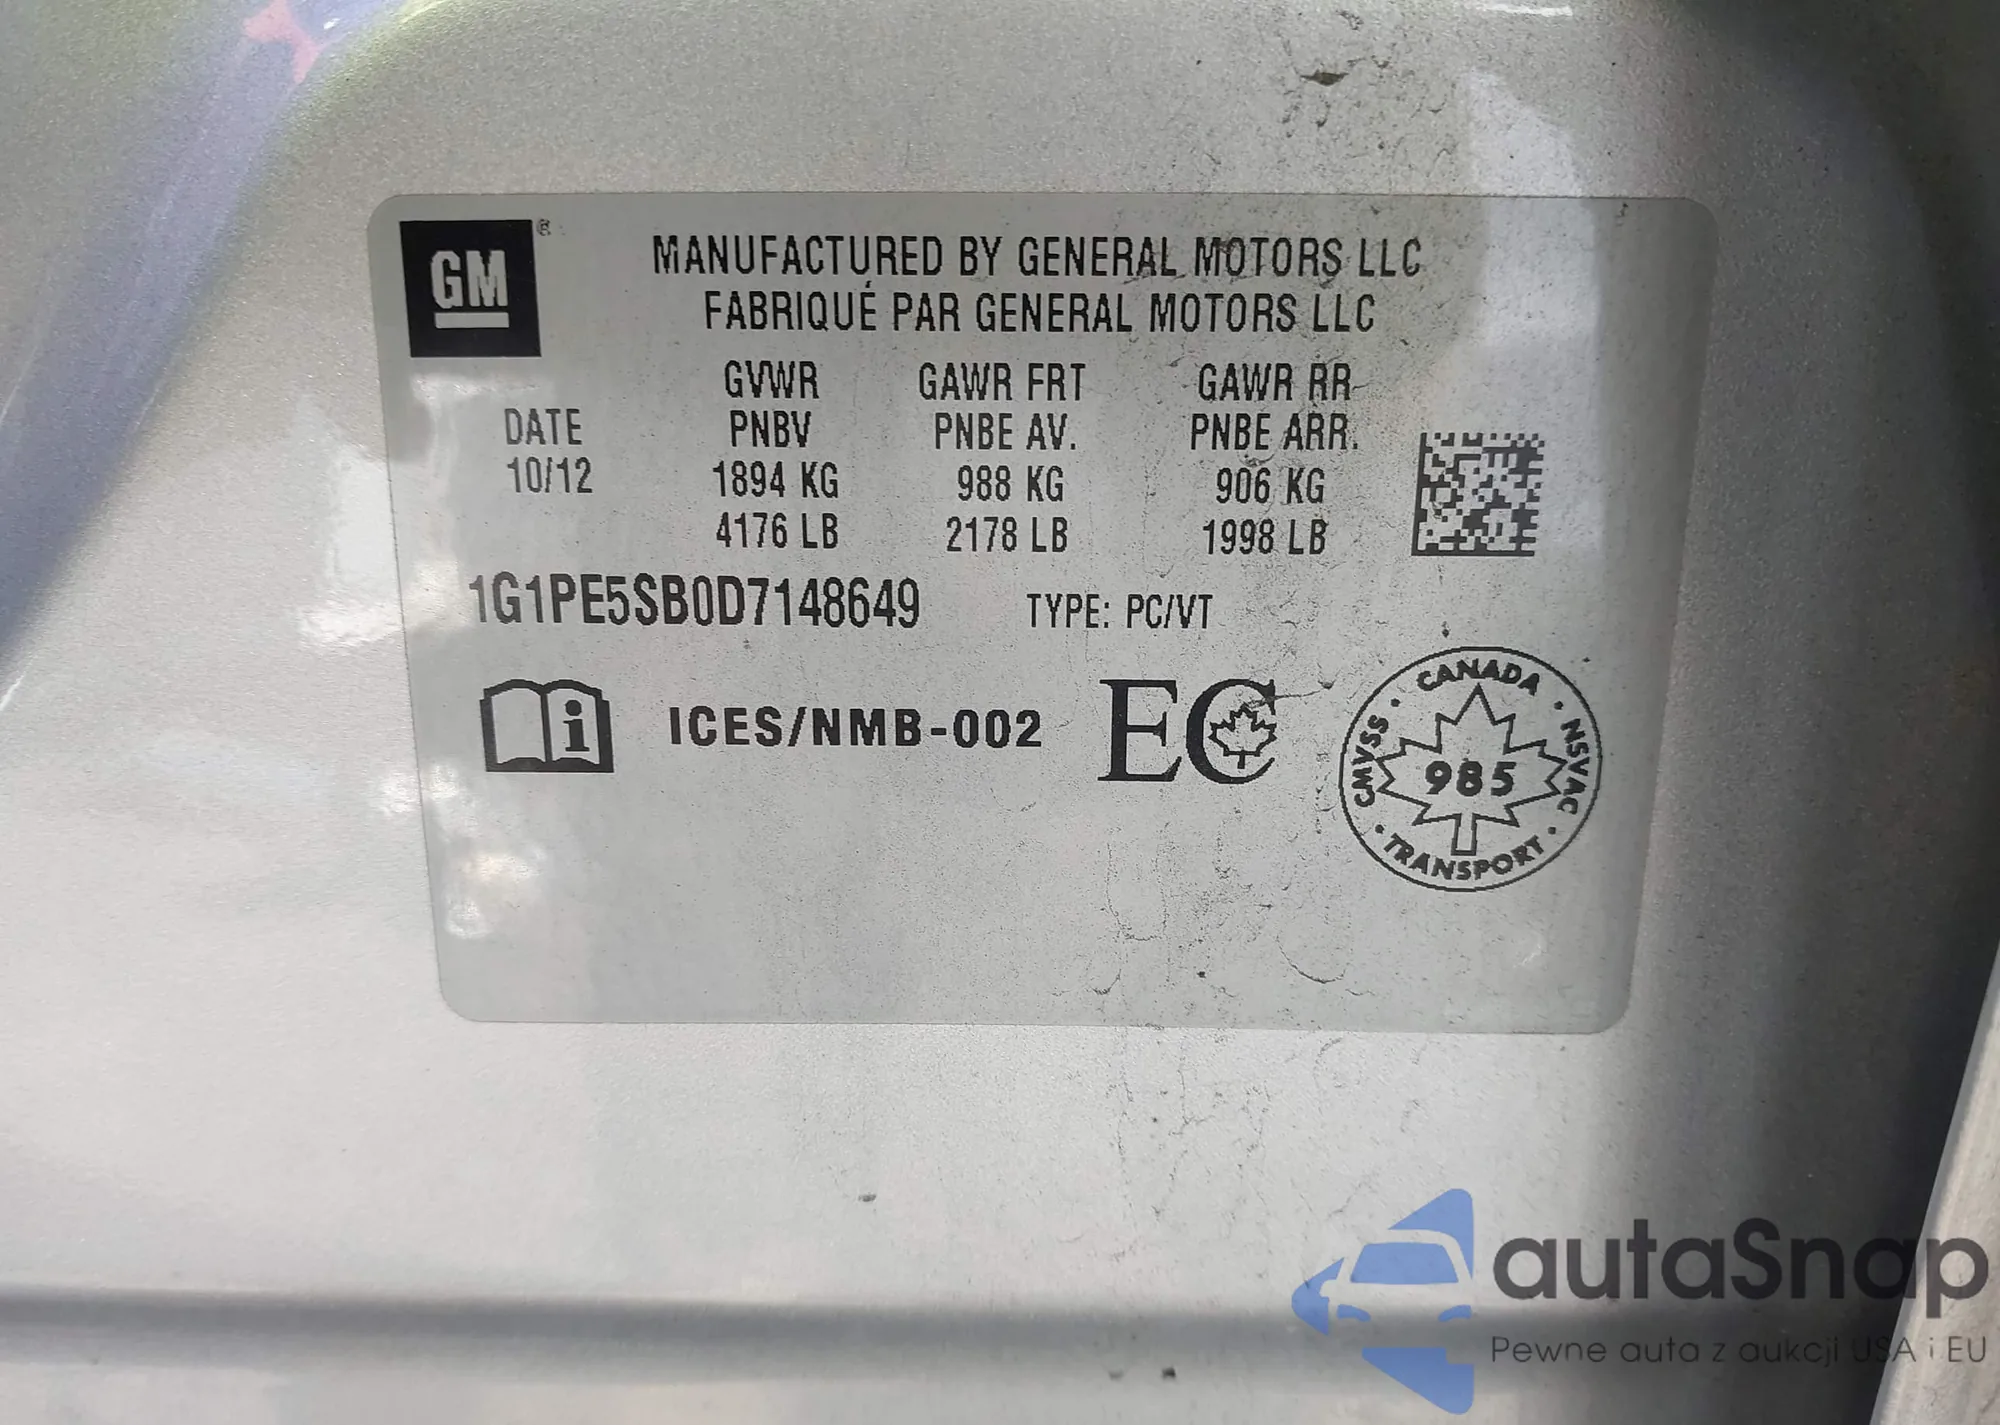 GM ®
MANUFACTURED BY GENERAL MOTORS LLC
FABRIQUÉ PAR GENERAL MOTORS LLC
GVWR GAWR FRT GAWR RR
DATE PNBV PNBE AV. PNBE ARR.
10/12 1894 KG 988 KG 906 KG
4176 LB 2178 LB 1998 LB
1G1PE5SB0D7148649 TYPE: PC/VT
i ICES/NMB-002 EC
CANADA · NSVAC · TRANSPORT · CMVSS ·
985
autaSnap
Pewne auta z aukcji USA i EU